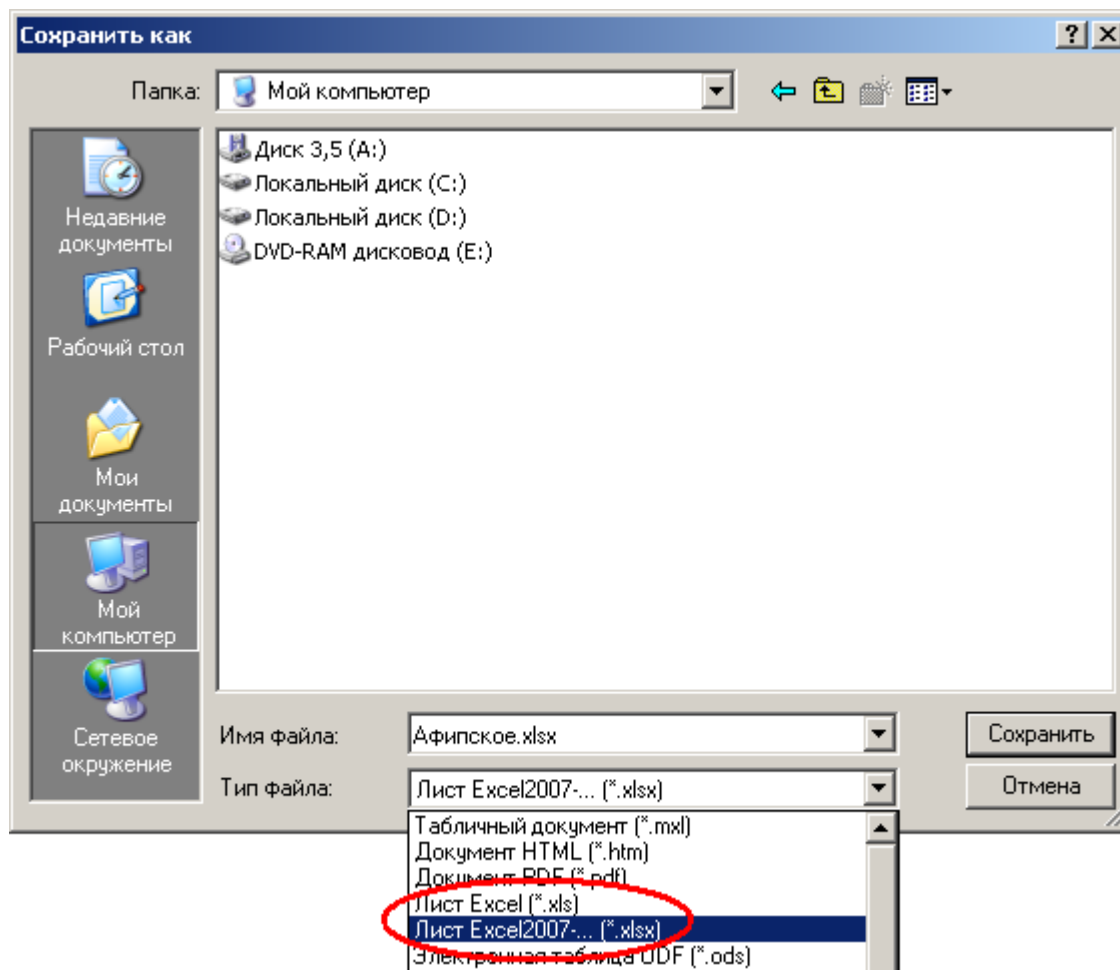 Сохранить как
Папка:
Мой компьютер
Недавние
документы
Рабочий стол
Мои
документы
Мой
компьютер
Сетевое
окружение
Диск 3,5 (A:)
Локальный диск (C:)
Локальный диск (D:)
DVD-RAM дисковод (E:)
Имя файла:
Афипское.xlsx
Сохранить
Тип файла:
Лист Excel2007-... (*.xlsx)
Отмена
Табличный документ (*.mxl)
Документ HTML (*.htm)
Документ PDF (*.pdf)
Лист Excel (*.xls)
Лист Excel2007-... (*.xlsx)
Электронная таблица ODF (*.ods)